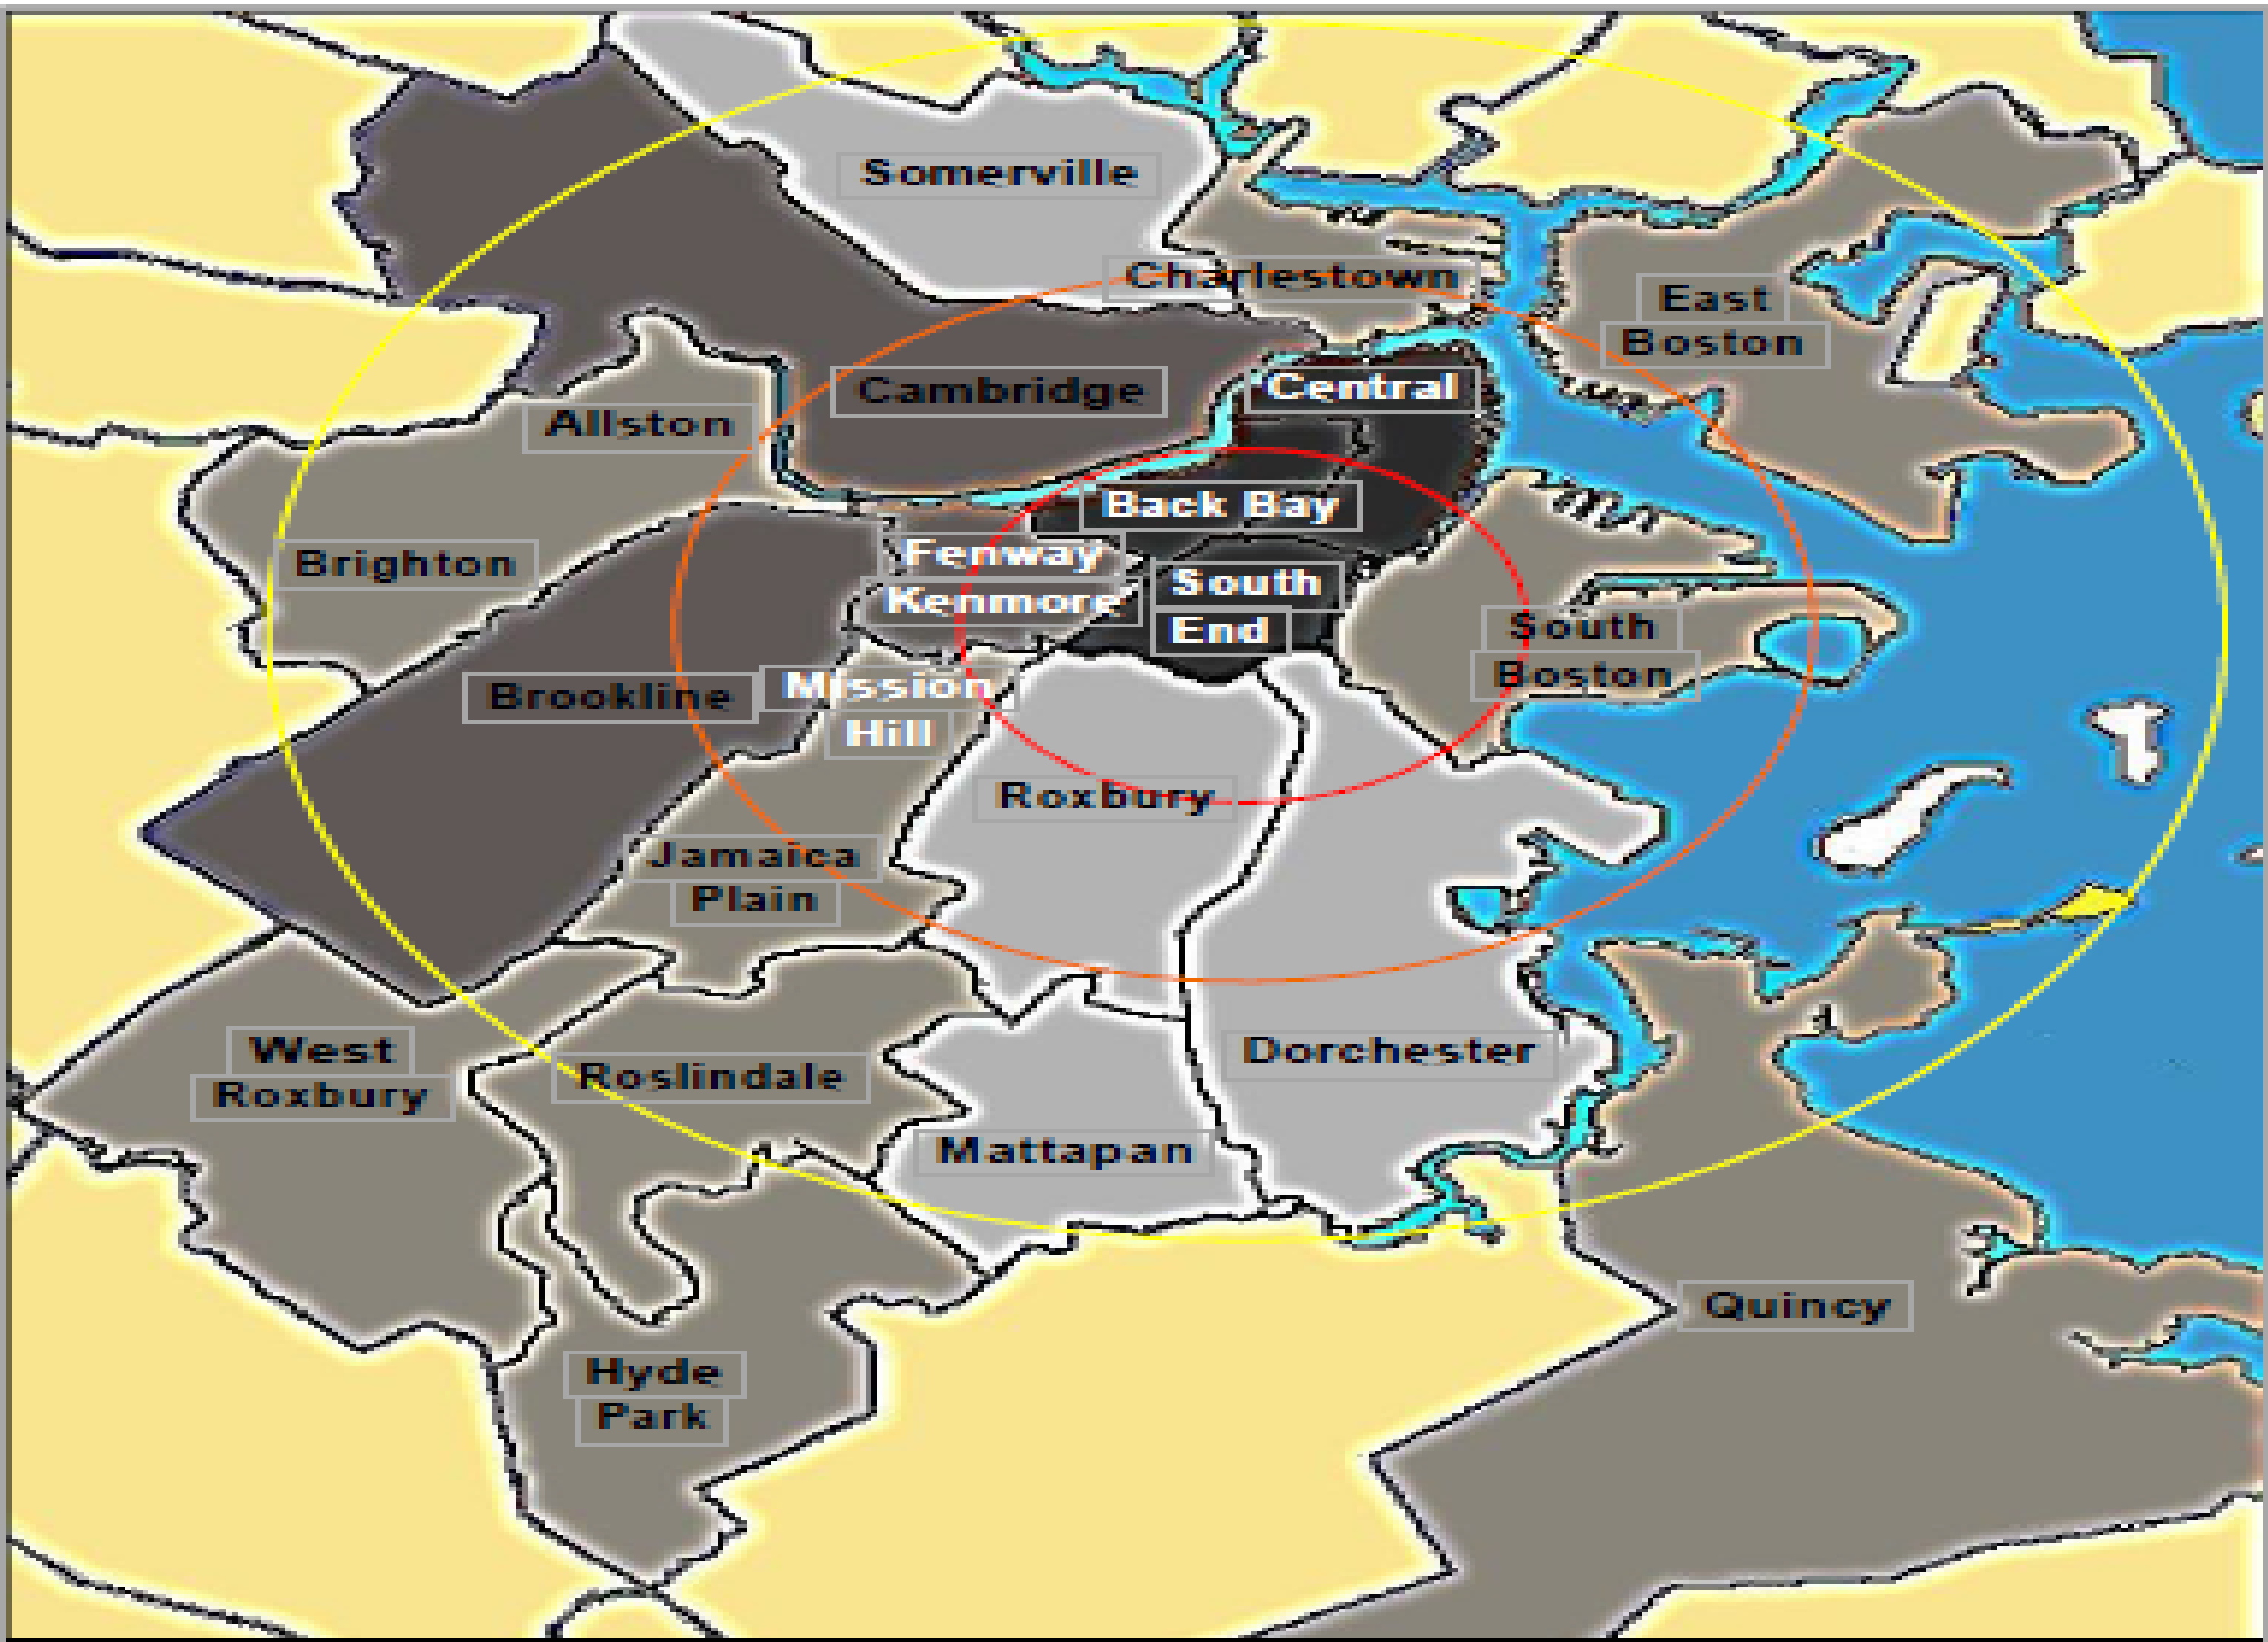 Somerville
Charlestown
East
Boston
Cambridge
Central
Allston
Back Bay
Fenway
Kenmore
Brighton
South
End
South
Boston
Brookline
Mission
Hill
Roxbury
Jamaica
Plain
West
Roxbury
Roslindale
Dorchester
Mattapan
Quincy
Hyde
Park